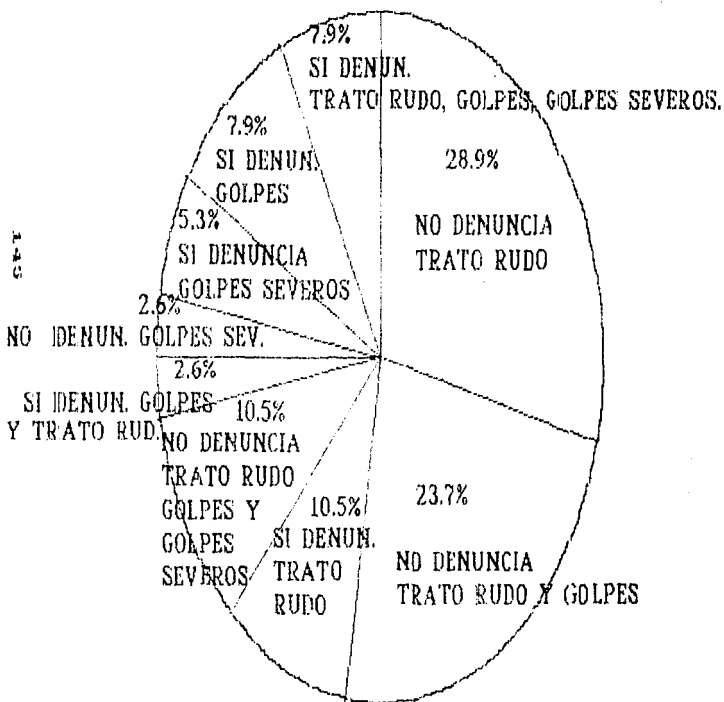 7.9%
SI DENUN.
TRATO RUDO, GOLPES, GOLPES SEVEROS.
28.9%
NO DENUNCIA
TRATO RUDO
7.9%
SI DENUN.
GOLPES
5.3%
SI DENUNCIA
GOLPES SEVEROS
2.6%
NO DENUN. GOLPES SEV.
2.6%
SI DENUN. GOLPES
Y TRATO RUD.
10.5%
NO DENUNCIA
TRATO RUDO
GOLPES Y
GOLPES
SEVEROS
10.5%
SI DENUN.
TRATO
RUDO
23.7%
NO DENUNCIA
TRATO RUDO Y GOLPES